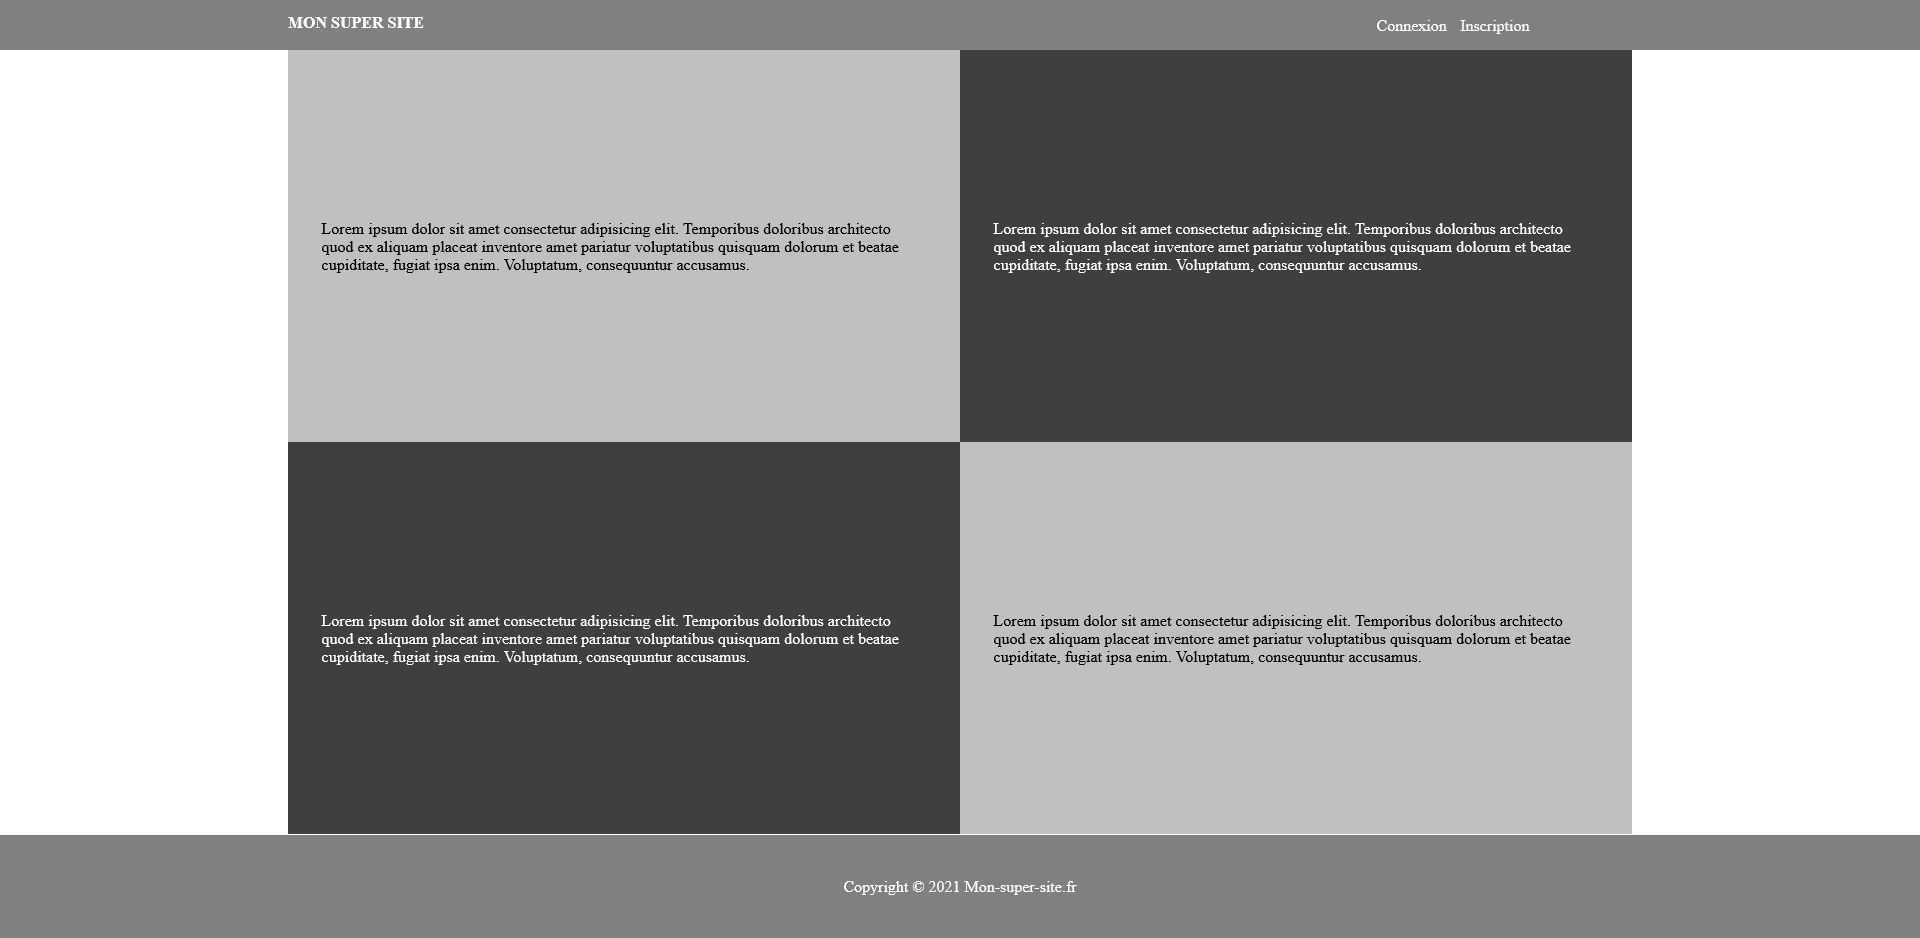 MON SUPER SITE
Connexion Inscription
Lorem ipsum dolor sit amet consectetur adipisicing elit. Temporibus doloribus architecto
quod ex aliquam placeat inventore amet pariatur voluptatibus quisquam dolorum et beatae
cupiditate, fugiat ipsa enim. Voluptatum, consequuntur accusamus.
Lorem ipsum dolor sit amet consectetur adipisicing elit. Temporibus doloribus architecto
quod ex aliquam placeat inventore amet pariatur voluptatibus quisquam dolorum et beatae
cupiditate, fugiat ipsa enim. Voluptatum, consequuntur accusamus.
Lorem ipsum dolor sit amet consectetur adipisicing elit. Temporibus doloribus architecto
quod ex aliquam placeat inventore amet pariatur voluptatibus quisquam dolorum et beatae
cupiditate, fugiat ipsa enim. Voluptatum, consequuntur accusamus.
Lorem ipsum dolor sit amet consectetur adipisicing elit. Temporibus doloribus architecto
quod ex aliquam placeat inventore amet pariatur voluptatibus quisquam dolorum et beatae
cupiditate, fugiat ipsa enim. Voluptatum, consequuntur accusamus.
Copyright © 2021 Mon-super-site.fr